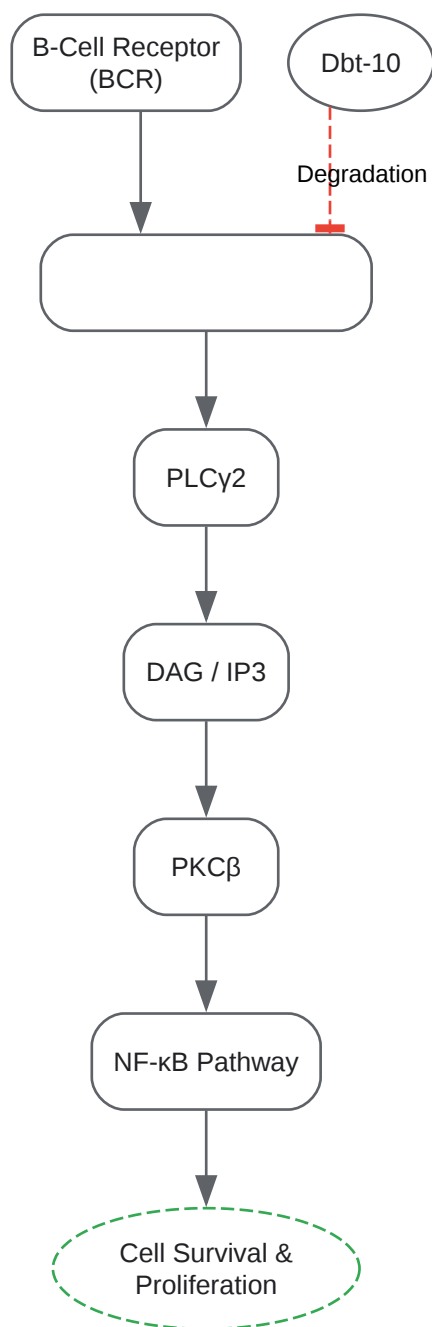 B-Cell Receptor
(BCR)
Dbt-10
Degradation
PLCγ2
DAG / IP3
PKCβ
NF-κB Pathway
Cell Survival &
Proliferation